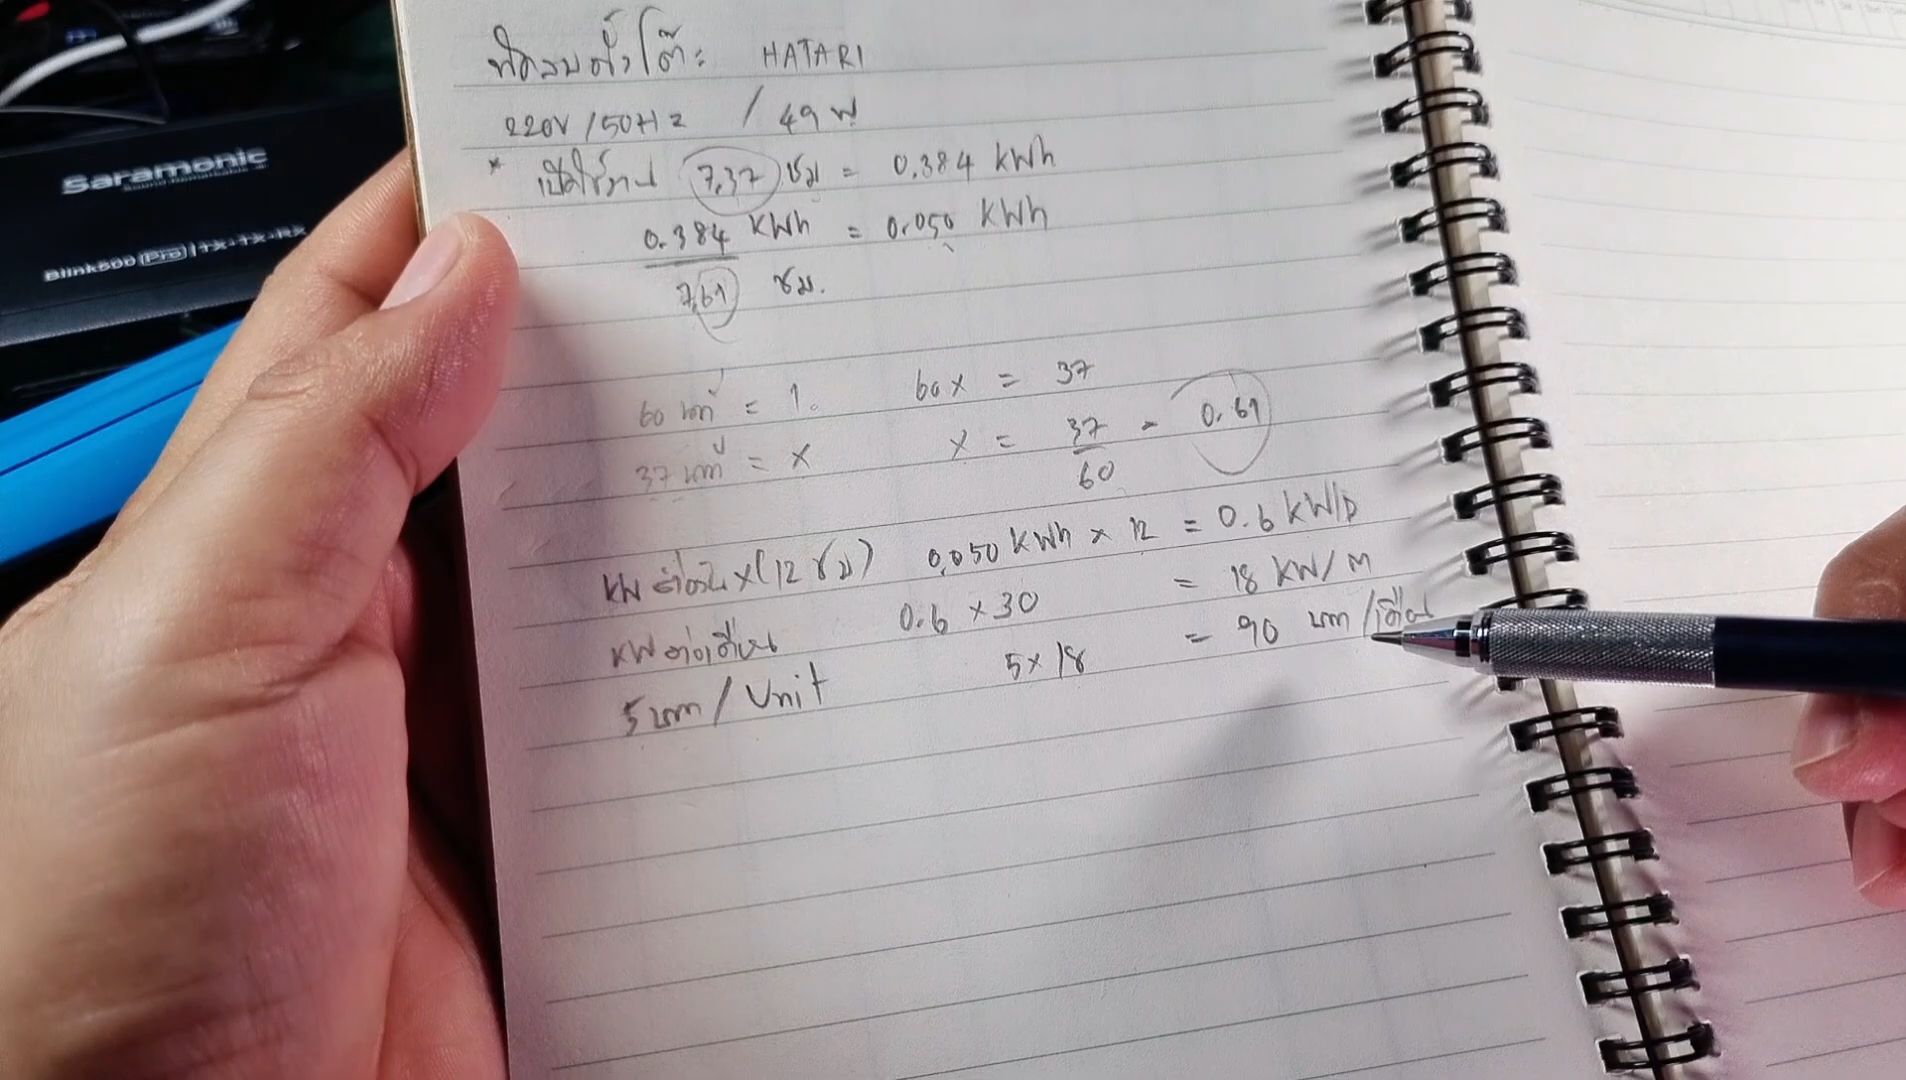 Saramonic
Blink500 Pro | TX+TX+RX
พัดลมตั้งโต๊ะ HATARI
220V / 50Hz / 49 W
* เปิดใช้งาน 7,37 ชม = 0.384 kWh
0.384 kWh = 0.050 kWh
7,61 ชม.
60 นาที = 1. 60x = 37
37 นาที = x x = 37 = 0.61
60
KW ต่อวัน x (12 ชม) 0.050 kWh x 12 = 0.6 kW/D
KW ต่อเดือน 0.6 x 30 = 18 KW/M
5 บาท / Unit 5 x 18 = 90 บาท / เดือน